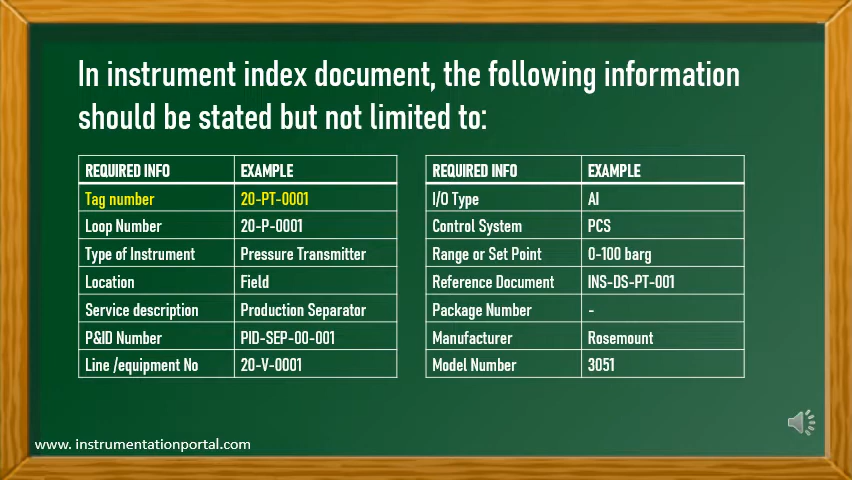 In instrument index document, the following information
should be stated but not limited to:
REQUIRED INFO EXAMPLE
Tag number 20-PT-0001
Loop Number 20-P-0001
Type of Instrument Pressure Transmitter
Location Field
Service description Production Separator
P&ID Number PID-SEP-00-001
Line /equipment No 20-V-0001
REQUIRED INFO EXAMPLE
I/O Type AI
Control System PCS
Range or Set Point 0-100 barg
Reference Document INS-DS-PT-001
Package Number -
Manufacturer Rosemount
Model Number 3051
www. instrumentationportal.com